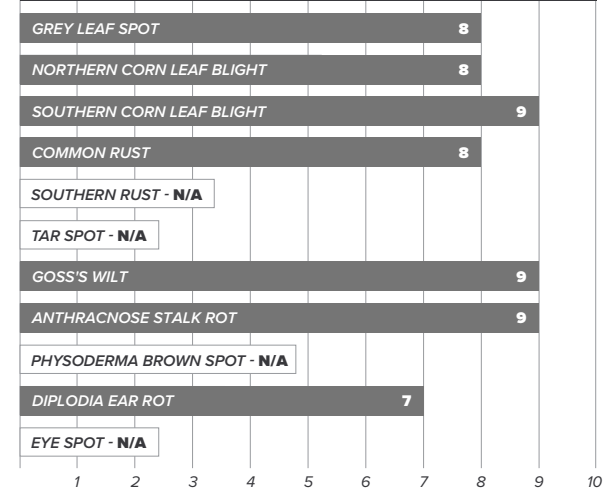 GREY LEAF SPOT 8
NORTHERN CORN LEAF BLIGHT 8
SOUTHERN CORN LEAF BLIGHT 9
COMMON RUST 8
SOUTHERN RUST - N/A
TAR SPOT - N/A
GOSS'S WILT 9
ANTHRACNOSE STALK ROT 9
PHYSODERMA BROWN SPOT - N/A
DIPLODIA EAR ROT 7
EYE SPOT - N/A
1 2 3 4 5 6 7 8 9 10